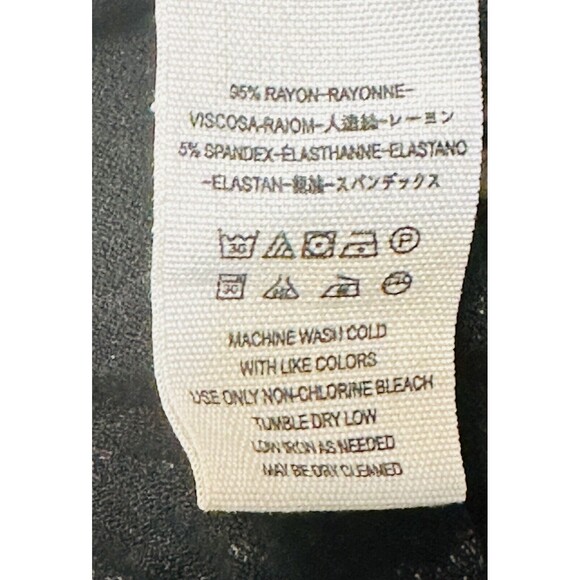 95% RAYON-RAYONNE-
VISCOSA-RAIOM-人造絲-レーヨン
5% SPANDEX-ÉLASTHANNE-ELASTANO
-ELASTAN-スパンデックス
30 P
30
MACHINE WASH COLD
WITH LIKE COLORS
USE ONLY NON-CHLORINE BLEACH
TUMBLE DRY LOW
LOW IRON AS NEEDED
MAY BE DRY CLEANED